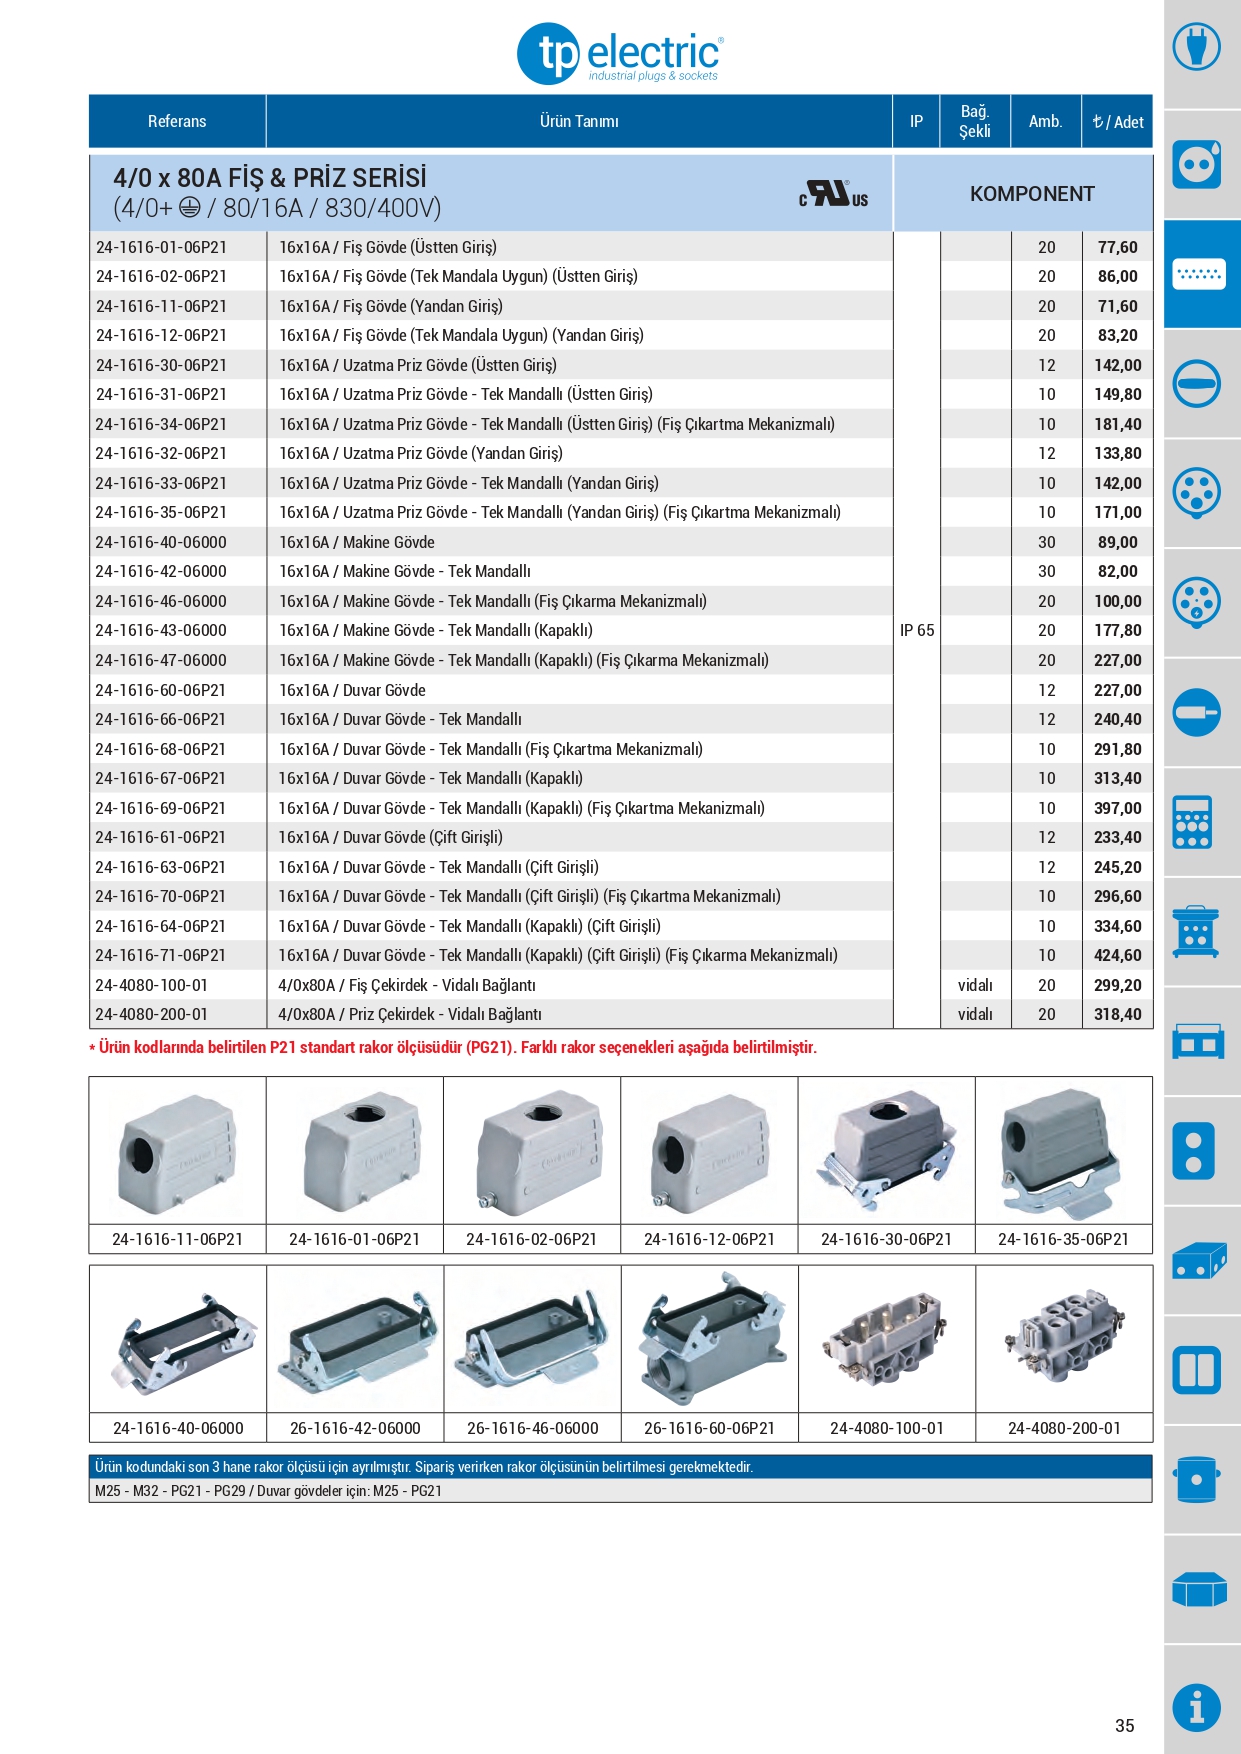 tp electric®
industrial plugs & sockets
Referans Ürün Tanımı IP Bağ. Şekli Amb. ₺ / Adet
4/0 x 80A FİŞ & PRİZ SERİSİ
(4/0+ / 80/16A / 830/400V)
c RU ® US
KOMPONENT
24-1616-01-06P21 16x16A / Fiş Gövde (Üstten Giriş) 20 77,60
24-1616-02-06P21 16x16A / Fiş Gövde (Tek Mandala Uygun) (Üstten Giriş) 20 86,00
24-1616-11-06P21 16x16A / Fiş Gövde (Yandan Giriş) 20 71,60
24-1616-12-06P21 16x16A / Fiş Gövde (Tek Mandala Uygun) (Yandan Giriş) 20 83,20
24-1616-30-06P21 16x16A / Uzatma Priz Gövde (Üstten Giriş) 12 142,00
24-1616-31-06P21 16x16A / Uzatma Priz Gövde - Tek Mandallı (Üstten Giriş) 10 149,80
24-1616-34-06P21 16x16A / Uzatma Priz Gövde - Tek Mandallı (Üstten Giriş) (Fiş Çıkartma Mekanizmalı) 10 181,40
24-1616-32-06P21 16x16A / Uzatma Priz Gövde (Yandan Giriş) 12 133,80
24-1616-33-06P21 16x16A / Uzatma Priz Gövde - Tek Mandallı (Yandan Giriş) 10 142,00
24-1616-35-06P21 16x16A / Uzatma Priz Gövde - Tek Mandallı (Yandan Giriş) (Fiş Çıkartma Mekanizmalı) 10 171,00
24-1616-40-06000 16x16A / Makine Gövde 30 89,00
24-1616-42-06000 16x16A / Makine Gövde - Tek Mandallı 30 82,00
24-1616-46-06000 16x16A / Makine Gövde - Tek Mandallı (Fiş Çıkarma Mekanizmalı) 20 100,00
24-1616-43-06000 16x16A / Makine Gövde - Tek Mandallı (Kapaklı) IP 65 20 177,80
24-1616-47-06000 16x16A / Makine Gövde - Tek Mandallı (Kapaklı) (Fiş Çıkarma Mekanizmalı) 20 227,00
24-1616-60-06P21 16x16A / Duvar Gövde 12 227,00
24-1616-66-06P21 16x16A / Duvar Gövde - Tek Mandallı 12 240,40
24-1616-68-06P21 16x16A / Duvar Gövde - Tek Mandallı (Fiş Çıkartma Mekanizmalı) 10 291,80
24-1616-67-06P21 16x16A / Duvar Gövde - Tek Mandallı (Kapaklı) 10 313,40
24-1616-69-06P21 16x16A / Duvar Gövde - Tek Mandallı (Kapaklı) (Fiş Çıkartma Mekanizmalı) 10 397,00
24-1616-61-06P21 16x16A / Duvar Gövde (Çift Girişli) 12 233,40
24-1616-63-06P21 16x16A / Duvar Gövde - Tek Mandallı (Çift Girişli) 12 245,20
24-1616-70-06P21 16x16A / Duvar Gövde - Tek Mandallı (Çift Girişli) (Fiş Çıkartma Mekanizmalı) 10 296,60
24-1616-64-06P21 16x16A / Duvar Gövde - Tek Mandallı (Kapaklı) (Çift Girişli) 10 334,60
24-1616-71-06P21 16x16A / Duvar Gövde - Tek Mandallı (Kapaklı) (Çift Girişli) (Fiş Çıkarma Mekanizmalı) 10 424,60
24-4080-100-01 4/0x80A / Fiş Çekirdek - Vidalı Bağlantı vidalı 20 299,20
24-4080-200-01 4/0x80A / Priz Çekirdek - Vidalı Bağlantı vidalı 20 318,40
* Ürün kodlarında belirtilen P21 standart rakor ölçüsüdür (PG21). Farklı rakor seçenekleri aşağıda belirtilmiştir.
24-1616-11-06P21 24-1616-01-06P21 24-1616-02-06P21 24-1616-12-06P21 24-1616-30-06P21 24-1616-35-06P21
24-1616-40-06000 26-1616-42-06000 26-1616-46-06000 26-1616-60-06P21 24-4080-100-01 24-4080-200-01
Ürün kodundaki son 3 hane rakor ölçüsü için ayrılmıştır. Sipariş verirken rakor ölçüsünün belirtilmesi gerekmektedir.
M25 - M32 - PG21 - PG29 / Duvar gövdeler için: M25 - PG21
35